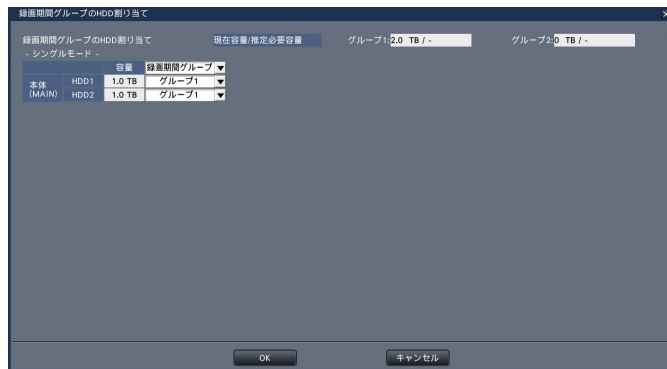 録画期間グループのHDD割り当て
録画期間グループのHDD割り当て 現在容量/推定必要容量 グループ1:2.0 TB / - グループ2:0 TB / -
- シングルモード -
容量 録画期間グループ
本体 (MAIN) HDD1 1.0 TB グループ1
HDD2 1.0 TB グループ1
OK キャンセル